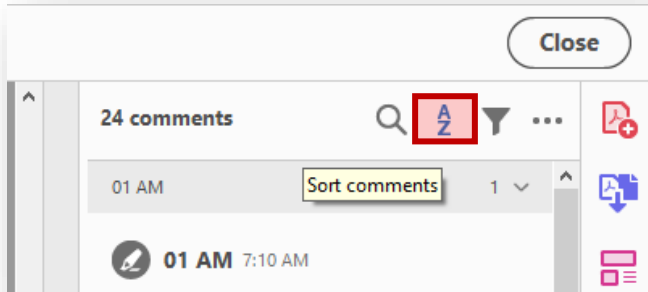 Close
24 comments
A
Z
01 AM
Sort comments
1
01 AM 7:10 AM